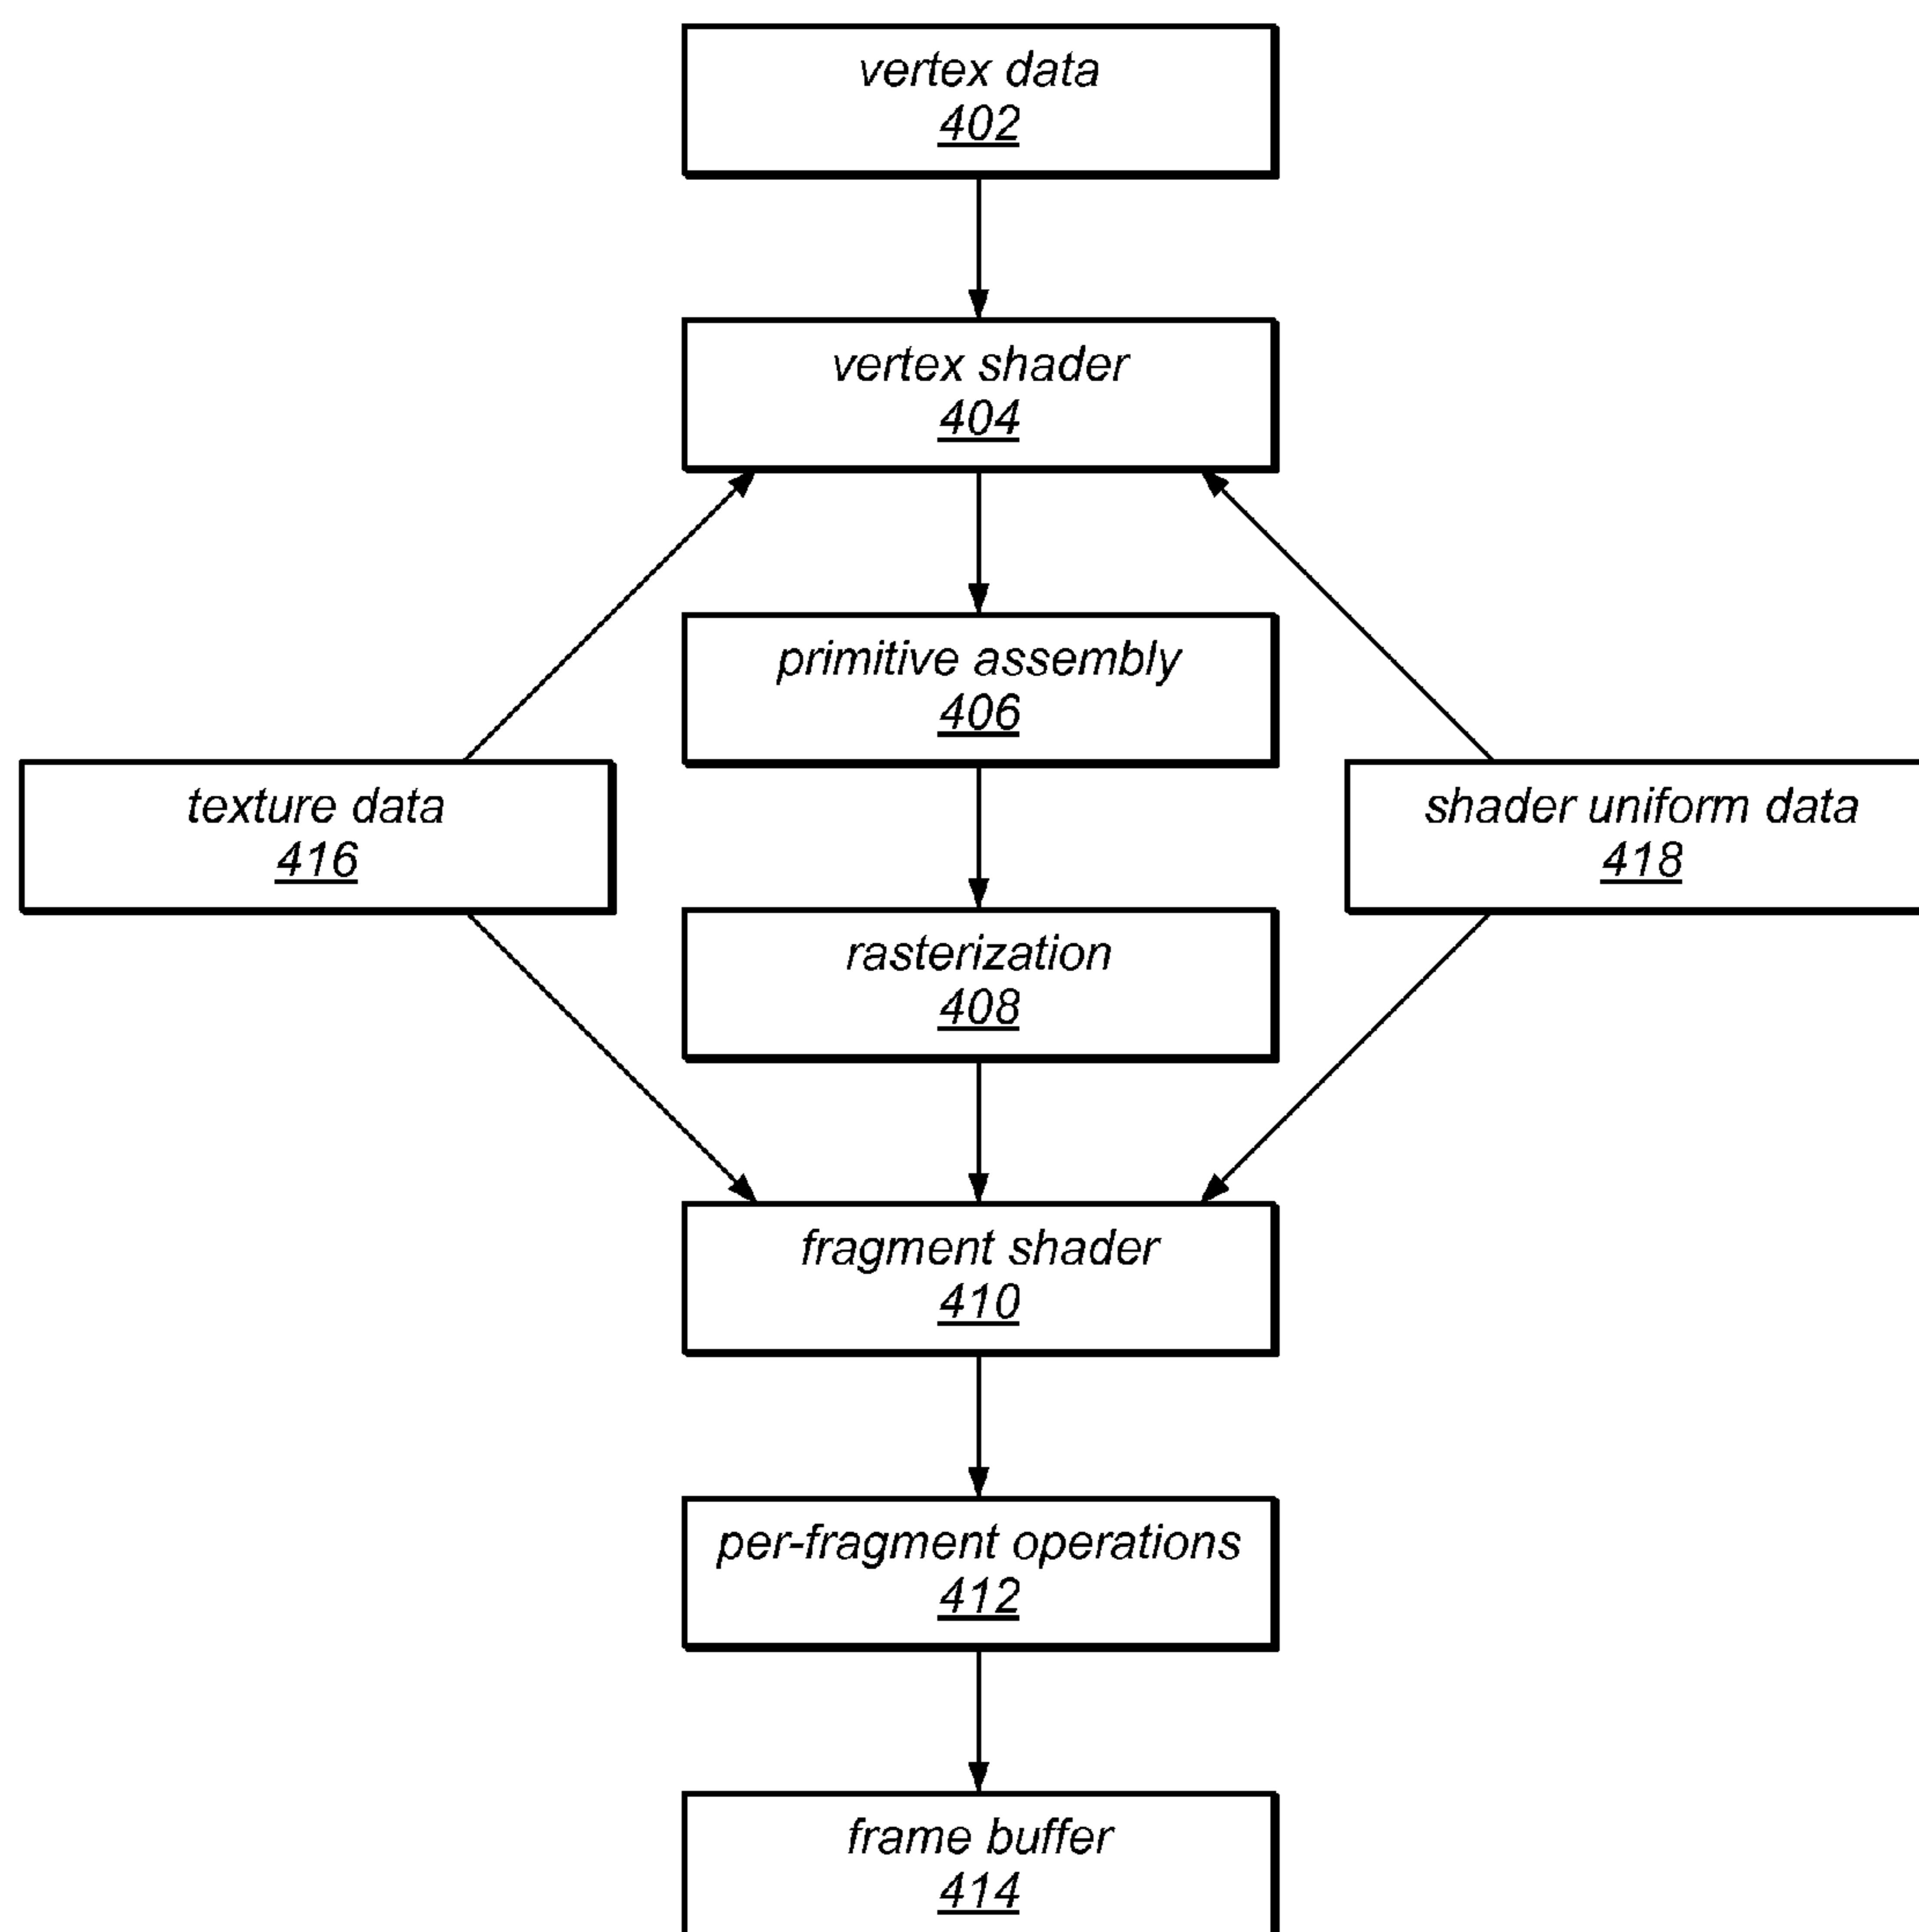 vertex data
402
vertex shader
404
primitive assembly
406
texture data
416
shader uniform data
418
rasterization
408
fragment shader
410
per-fragment operations
412
frame buffer
414